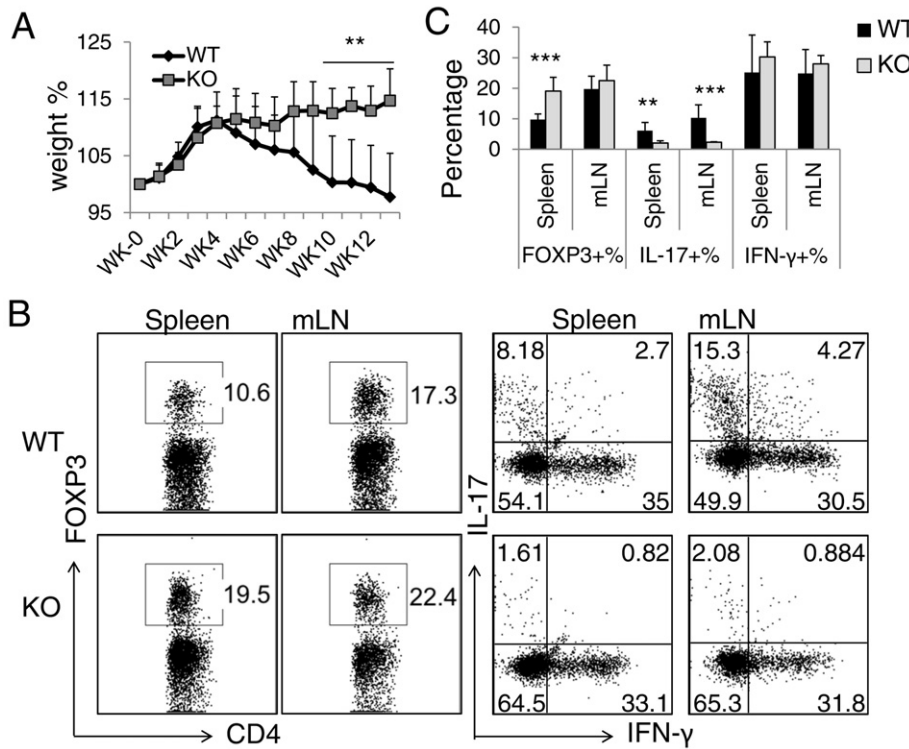 A
125
115
105
95
weight %
WT
KO
**
WK-0
WK2
WK4
WK6
WK8
WK10
WK12
C
40
30
20
10
0
Percentage
***
**
***
WT
KO
Spleen
mLN
Spleen
mLN
Spleen
mLN
FOXP3+%
IL-17+%
IFN-γ+%
B
Spleen
mLN
Spleen
mLN
WT
10.6
17.3
8.18
2.7
54.1
35
15.3
4.27
49.9
30.5
FOXP3
IL-17
KO
19.5
22.4
1.61
0.82
64.5
33.1
2.08
0.884
65.3
31.8
CD4
IFN-γ